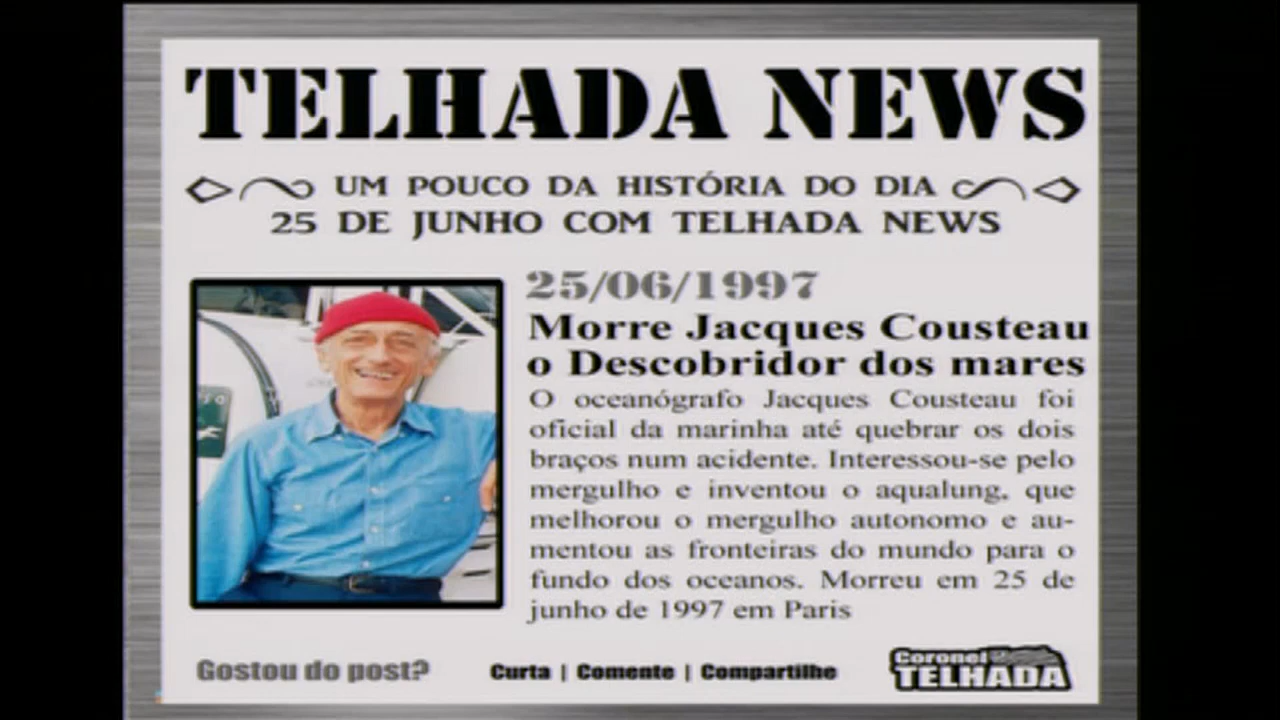 TELHADA NEWS
UM POUCO DA HISTÓRIA DO DIA
25 DE JUNHO COM TELHADA NEWS
25/06/1997
Morre Jacques Cousteau
o Descobridor dos mares
O oceanógrafo Jacques Cousteau foi
oficial da marinha até quebrar os dois
braços num acidente. Interessou-se pelo
mergulho e inventou o aqualung, que
melhorou o mergulho autonomo e au-
mentou as fronteiras do mundo para o
fundo dos oceanos. Morreu em 25 de
junho de 1997 em Paris
Gostou do post?
Curta | Comente | Compartilhe
Coronel
TELHADA